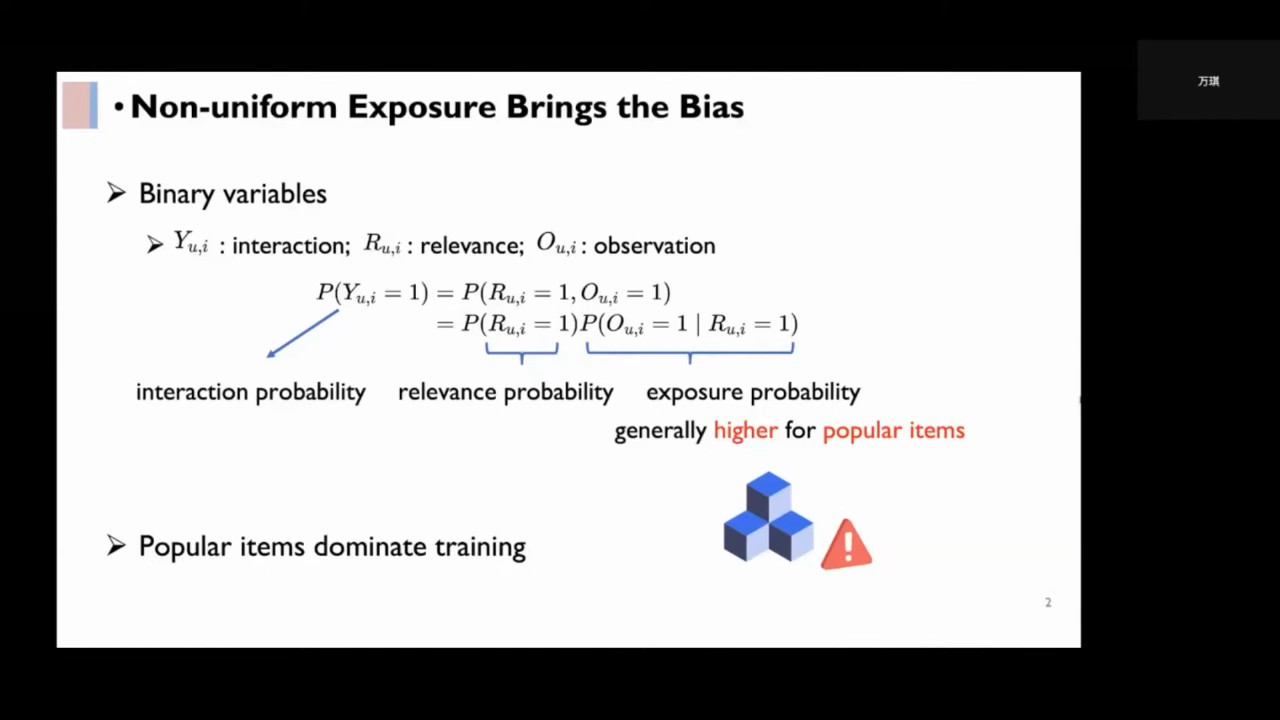 • Non-uniform Exposure Brings the Bias
万琪
➢ Binary variables
➢ Y_{u,i} : interaction; R_{u,i} : relevance; O_{u,i} : observation
P(Y_{u,i} = 1) = P(R_{u,i} = 1, O_{u,i} = 1)
= P(R_{u,i} = 1)P(O_{u,i} = 1 | R_{u,i} = 1)
interaction probability relevance probability exposure probability
generally higher for popular items
➢ Popular items dominate training
2